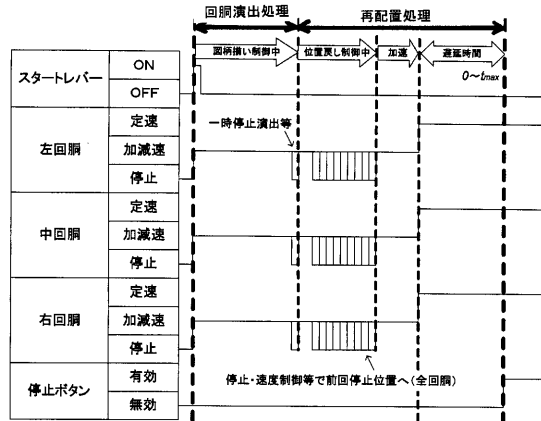 回胴演出処理 再配置処理
図柄揃い制御中 位置戻し制御中 加速 遅延時間
0～tmax
スタートレバー ON
OFF
一時停止演出等
左回胴 定速
加減速
停止
中回胴 定速
加減速
停止
右回胴 定速
加減速
停止
停止・速度制御等で前回停止位置へ(全回胴)
停止ボタン 有効
無効